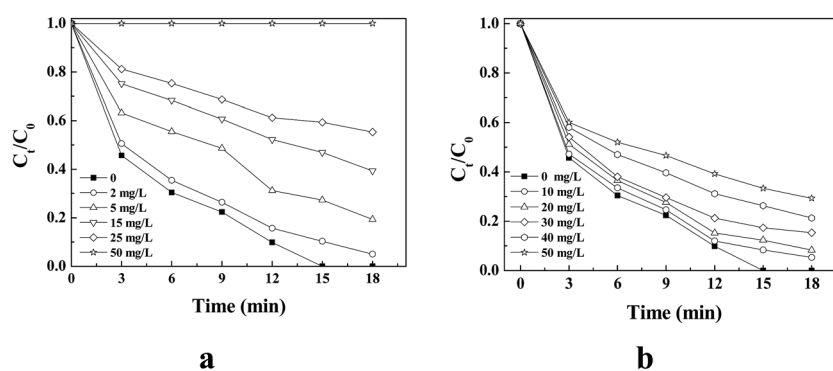 1.0
0.8
0.6
0.4
0.2
0.0
C_t/C_0
0
2 mg/L
5 mg/L
15 mg/L
25 mg/L
50 mg/L
0 3 6 9 12 15 18
Time (min)
a
1.0
0.8
0.6
0.4
0.2
0.0
C_t/C_0
0 mg/L
10 mg/L
20 mg/L
30 mg/L
40 mg/L
50 mg/L
0 3 6 9 12 15 18
Time (min)
b